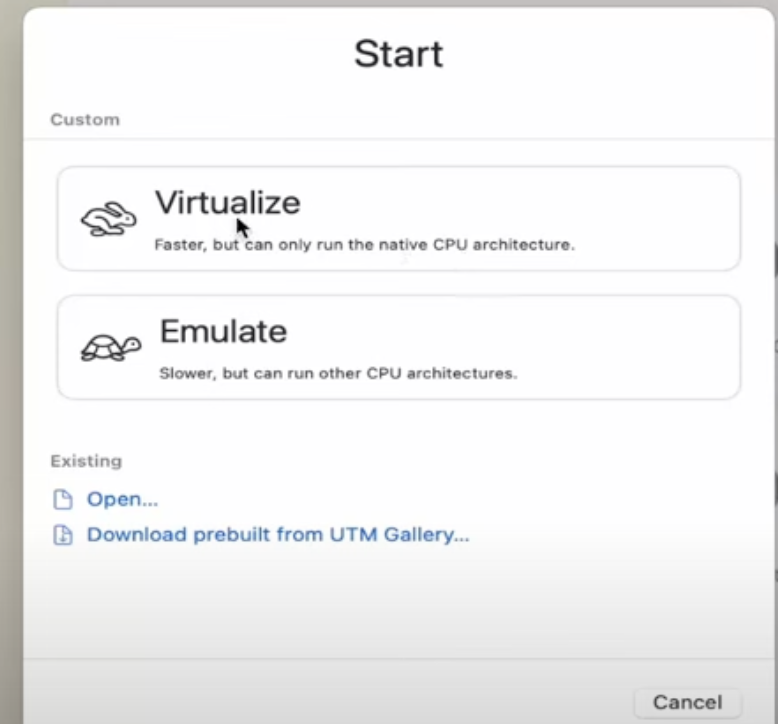 Start
Custom
Virtualize
Faster, but can only run the native CPU architecture.
Emulate
Slower, but can run other CPU architectures.
Existing
Open...
Download prebuilt from UTM Gallery...
Cancel